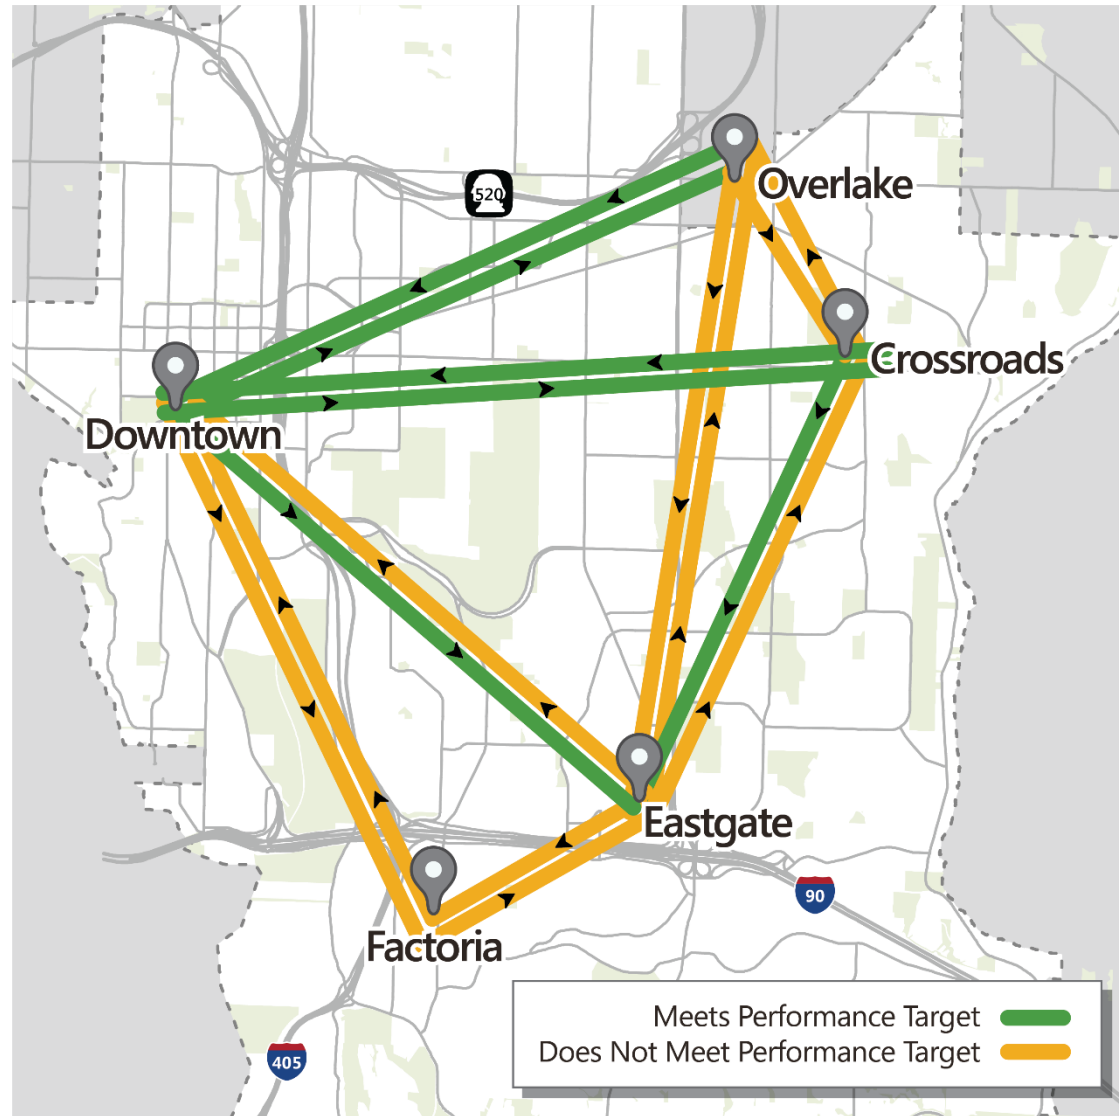 520
Overlake
Crossroads
Downtown
Eastgate
90
Factoria
405
Meets Performance Target
Does Not Meet Performance Target